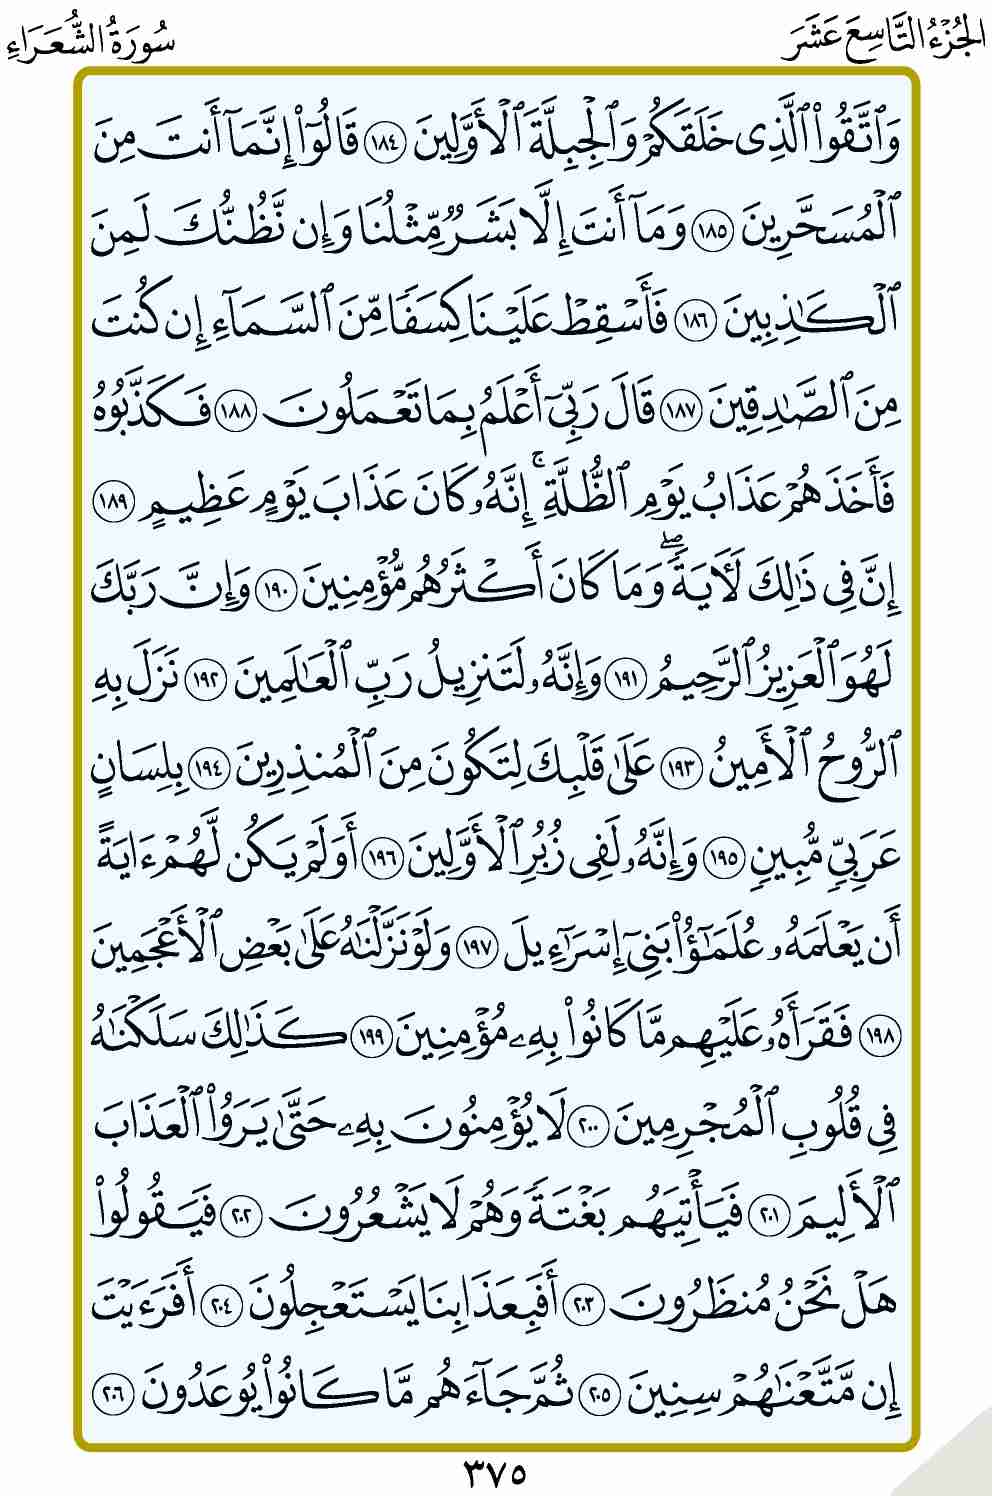 الجُزْءُ التَّاسِعَ عَشَرَ
سُورَةُ الشُّعَرَاءِ
وَٱتَّقُوا۟ ٱلَّذِى خَلَقَكُمْ وَٱلْجِبِلَّةَ ٱلْأَوَّلِينَ ١٨٤ قَالُوٓا۟ إِنَّمَآ أَنتَ مِنَ
ٱلْمُسَحَّرِينَ ١٨٥ وَمَآ أَنتَ إِلَّا بَشَرٌ مِّثْلُنَا وَإِن نَّظُنُّكَ لَمِنَ
ٱلْكَٰذِبِينَ ١٨٦ فَأَسْقِطْ عَلَيْنَا كِسَفًا مِّنَ ٱلسَّمَآءِ إِن كُنتَ
مِنَ ٱلصَّٰدِقِينَ ١٨٧ قَالَ رَبِّىٓ أَعْلَمُ بِمَا تَعْمَلُونَ ١٨٨ فَكَذَّبُوهُ
فَأَخَذَهُمْ عَذَابُ يَوْمِ ٱلظُّلَّةِ ۚ إِنَّهُۥ كَانَ عَذَابَ يَوْمٍ عَظِيمٍ ١٨٩
إِنَّ فِى ذَٰلِكَ لَءَايَةً ۖ وَمَا كَانَ أَكْثَرُهُم مُّؤْمِنِينَ ١٩٠ وَإِنَّ رَبَّكَ
لَهُوَ ٱلْعَزِيزُ ٱلرَّحِيمُ ١٩١ وَإِنَّهُۥ لَتَنزِيلُ رَبِّ ٱلْعَٰلَمِينَ ١٩٢ نَزَلَ بِهِ
ٱلرُّوحُ ٱلْأَمِينُ ١٩٣ عَلَىٰ قَلْبِكَ لِتَكُونَ مِنَ ٱلْمُنذِرِينَ ١٩٤ بِلِسَانٍ
عَرَبِىٍّ مُّبِينٍ ١٩٥ وَإِنَّهُۥ لَفِى زُبُرِ ٱلْأَوَّلِينَ ١٩٦ أَوَلَمْ يَكُن لَّهُمْ ءَايَةً
أَن يَعْلَمَهُۥ عُلَمَٰٓؤُا۟ بَنِىٓ إِسْرَٰٓءِيلَ ١٩٧ وَلَوْ نَزَّلْنَٰهُ عَلَىٰ بَعْضِ ٱلْأَعْجَمِينَ
١٩٨ فَقَرَأَهُۥ عَلَيْهِم مَّا كَانُوا۟ بِهِۦ مُؤْمِنِينَ ١٩٩ كَذَٰلِكَ سَلَكْنَٰهُ
فِى قُلُوبِ ٱلْمُجْرِمِينَ ٢٠٠ لَا يُؤْمِنُونَ بِهِۦ حَتَّىٰ يَرَوُا۟ ٱلْعَذَابَ
ٱلْأَلِيمَ ٢٠١ فَيَأْتِيَهُم بَغْتَةً وَهُمْ لَا يَشْعُرُونَ ٢٠٢ فَيَقُولُوا۟
هَلْ نَحْنُ مُنظَرُونَ ٢٠٣ أَفَبِعَذَابِنَا يَسْتَعْجِلُونَ ٢٠٤ أَفَرَءَيْتَ
إِن مَّتَّعْنَٰهُمْ سِنِينَ ٢٠٥ ثُمَّ جَآءَهُم مَّا كَانُوا۟ يُوعَدُونَ ٢٠٦
٣٧٥